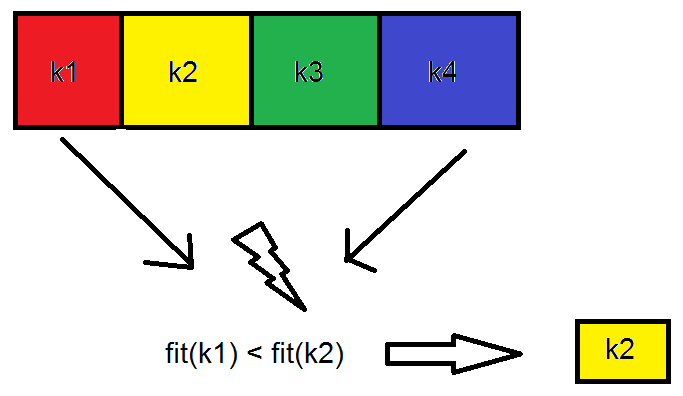 k1 k2 k3 k4
fit(k1) < fit(k2)
k2